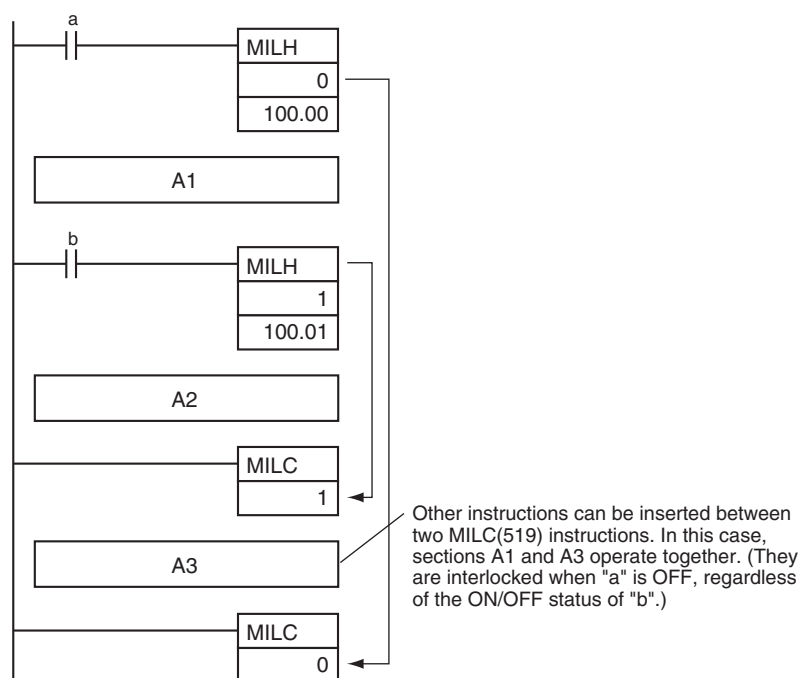 a
MILH
0
100.00
A1
b
MILH
1
100.01
A2
MILC
1
Other instructions can be inserted between
two MILC(519) instructions. In this case,
sections A1 and A3 operate together. (They
are interlocked when "a" is OFF, regardless
of the ON/OFF status of "b".)
A3
MILC
0